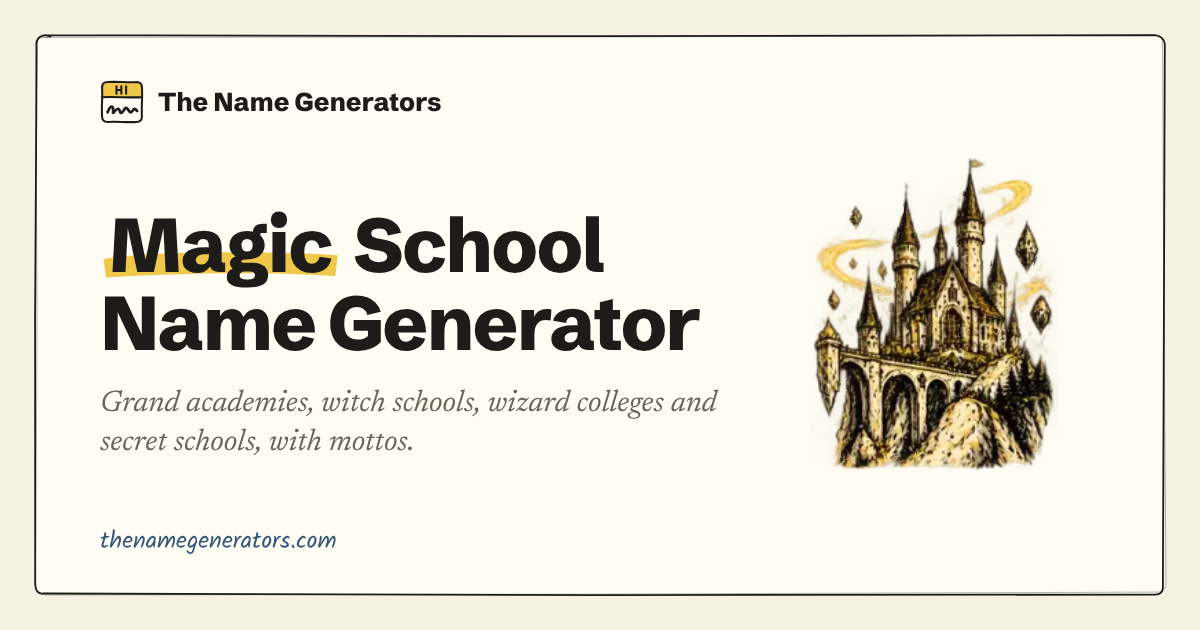 HI
The Name Generators
Magic School
Name Generator
Grand academies, witch schools, wizard colleges and
secret schools, with mottos.
thenamegenerators.com